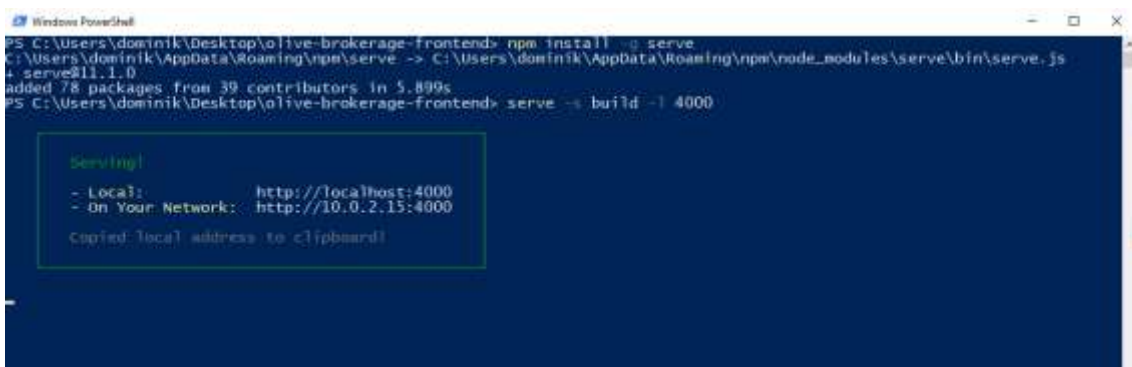 Windows PowerShell
PS C:\Users\dominik\Desktop\olive-brokerage-frontend> npm install -g serve
C:\Users\dominik\AppData\Roaming\npm\serve -> C:\Users\dominik\AppData\Roaming\npm\node_modules\serve\bin\serve.js
+ serve@11.1.0
added 78 packages from 39 contributors in 5.899s
PS C:\Users\dominik\Desktop\olive-brokerage-frontend> serve -s build -l 4000
Serving!
- Local: http://localhost:4000
- On Your Network: http://10.0.2.15:4000
Copied local address to clipboard!